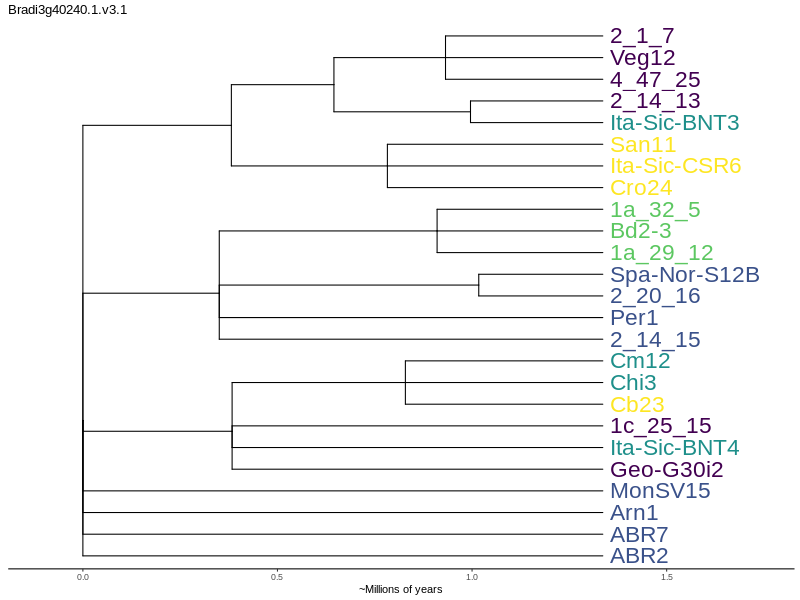 Bradi3g40240.1.v3.1
2_1_7
Veg12
4_47_25
2_14_13
Ita-Sic-BNT3
San11
Ita-Sic-CSR6
Cro24
1a_32_5
Bd2-3
1a_29_12
Spa-Nor-S12B
2_20_16
Per1
2_14_15
Cm12
Chi3
Cb23
1c_25_15
Ita-Sic-BNT4
Geo-G30i2
MonSV15
Arn1
ABR7
ABR2
0.0 0.5 1.0 1.5
~Millions of years